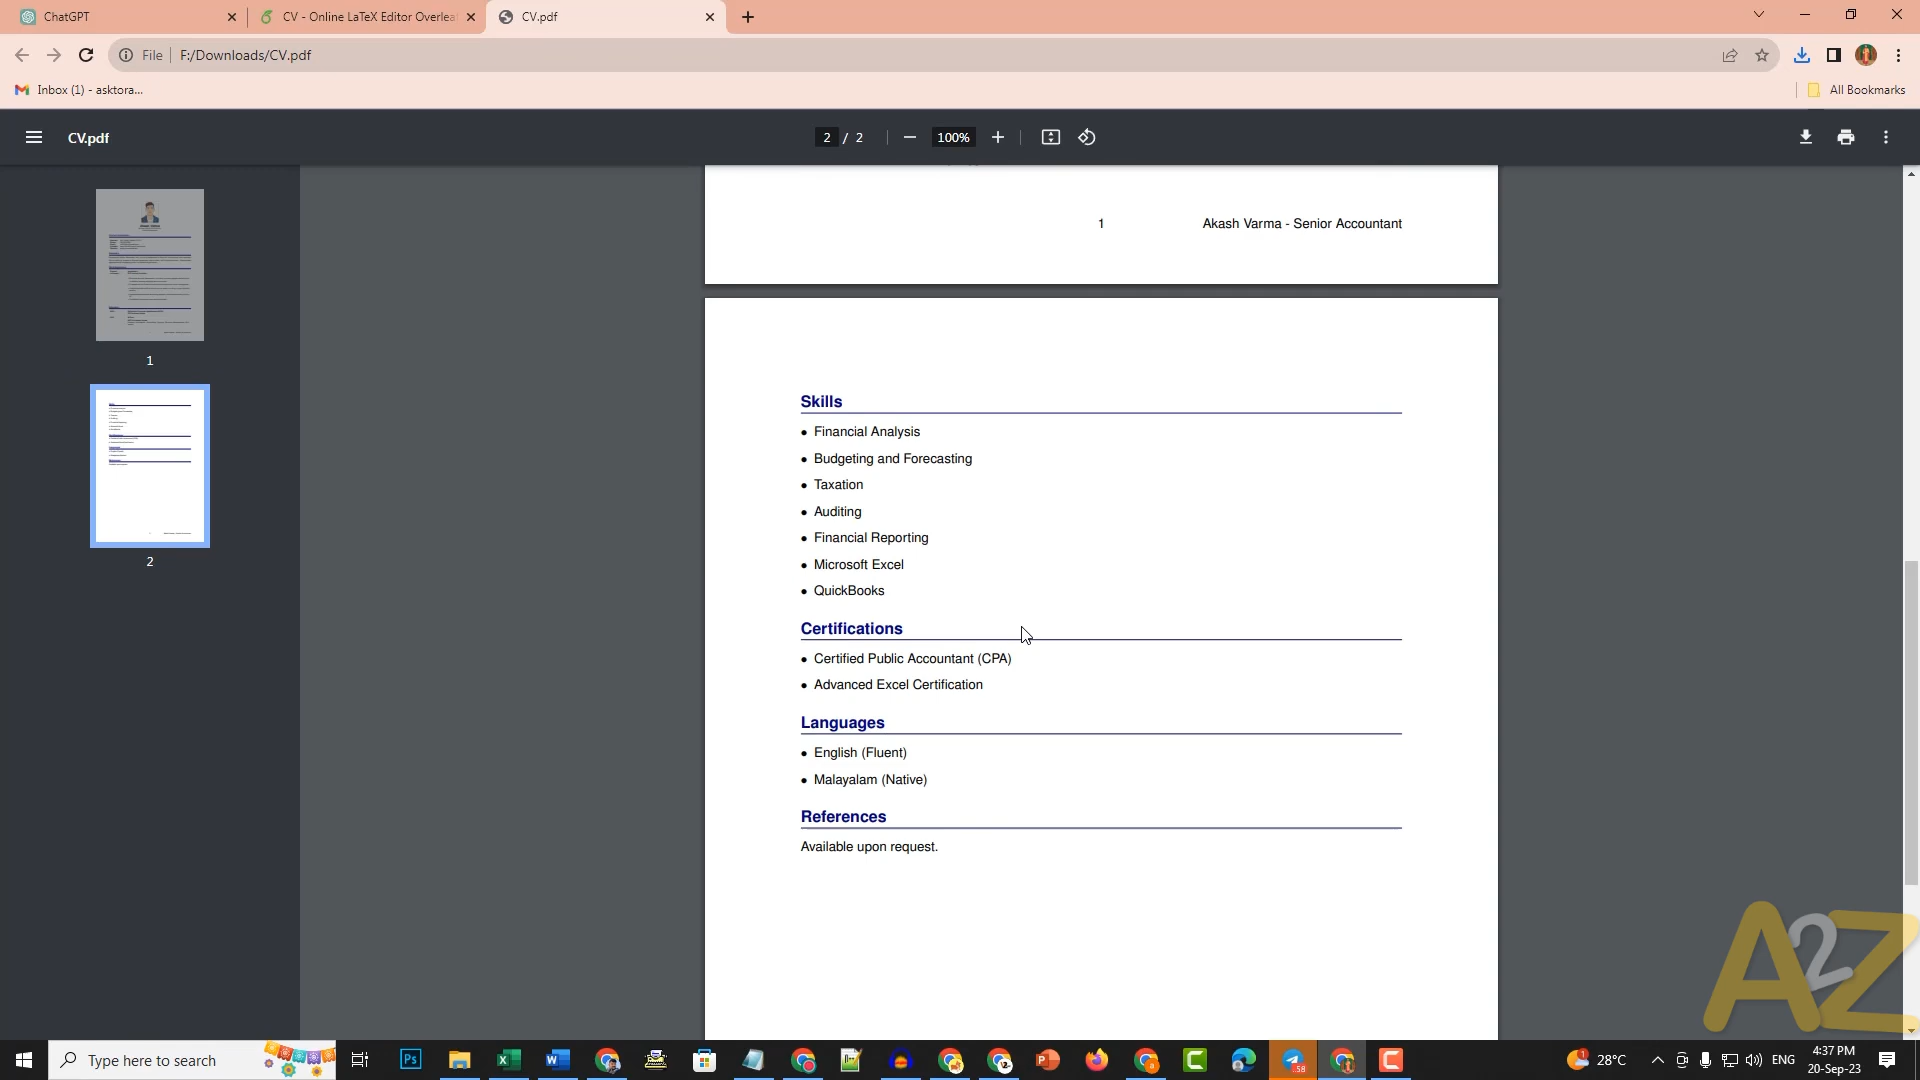 ChatGPT
CV - Online LaTeX Editor Overlea
CV.pdf
File
F:/Downloads/CV.pdf
Inbox (1) - asktora...
All Bookmarks
CV.pdf
2 / 2
100%
1
2
1
Akash Varma - Senior Accountant
Skills
• Financial Analysis
• Budgeting and Forecasting
• Taxation
• Auditing
• Financial Reporting
• Microsoft Excel
• QuickBooks
Certifications
• Certified Public Accountant (CPA)
• Advanced Excel Certification
Languages
• English (Fluent)
• Malayalam (Native)
References
Available upon request.
A2Z
Type here to search
Ps
58
28°C
ENG
4:37 PM
20-Sep-23